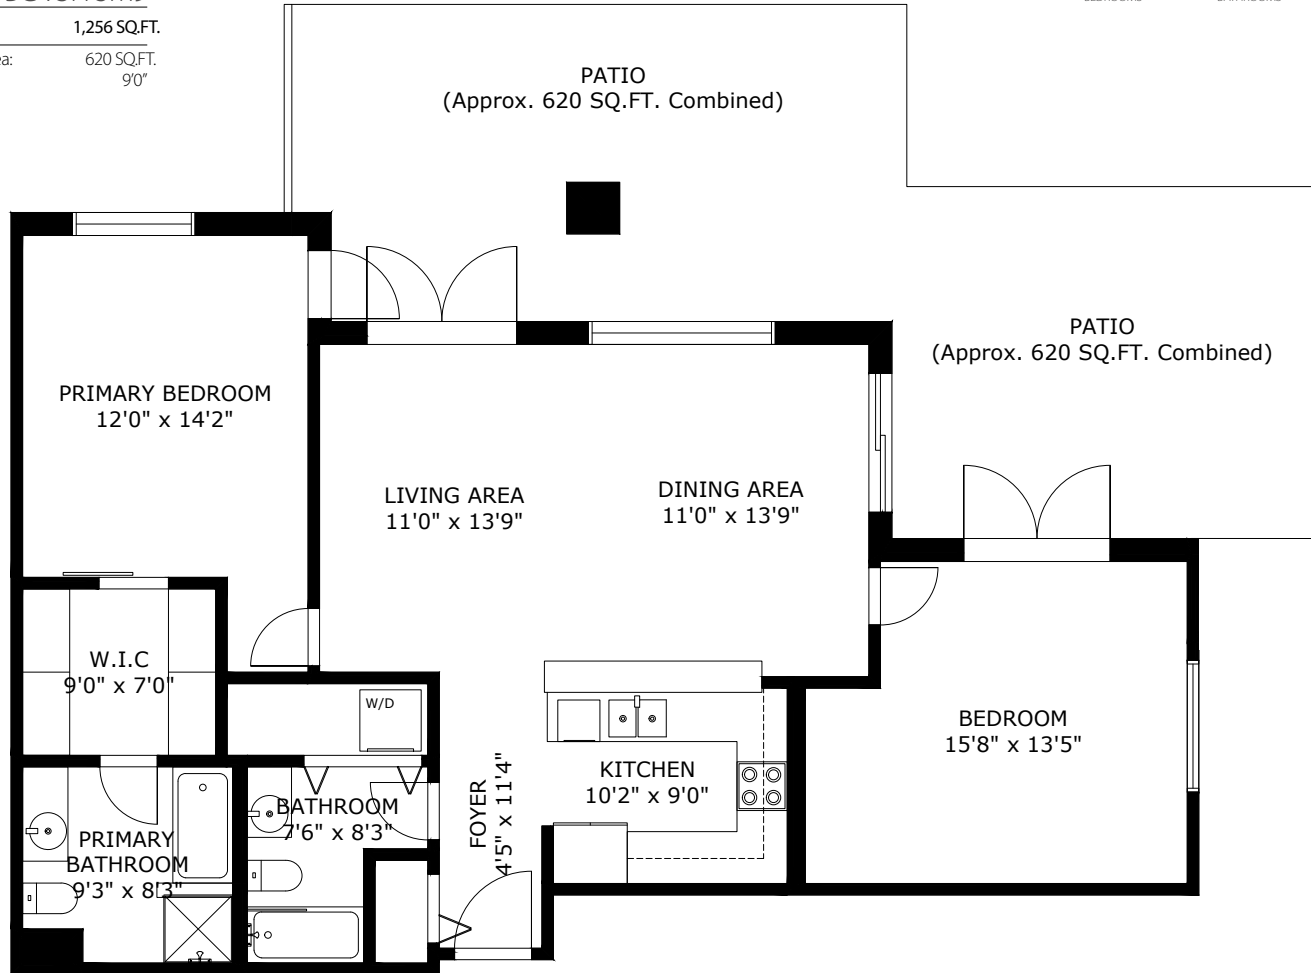 1,256 SQ.FT.
620 SQ.FT.
9'0"
PATIO
(Approx. 620 SQ.FT. Combined)
PATIO
(Approx. 620 SQ.FT. Combined)
PRIMARY BEDROOM
12'0" x 14'2"
LIVING AREA
11'0" x 13'9"
DINING AREA
11'0" x 13'9"
W.I.C
9'0" x 7'0"
W/D
BEDROOM
15'8" x 13'5"
KITCHEN
10'2" x 9'0"
FOYER
4'5" x 11'4"
BATHROOM
7'6" x 8'3"
PRIMARY
BATHROOM
9'3" x 8'3"